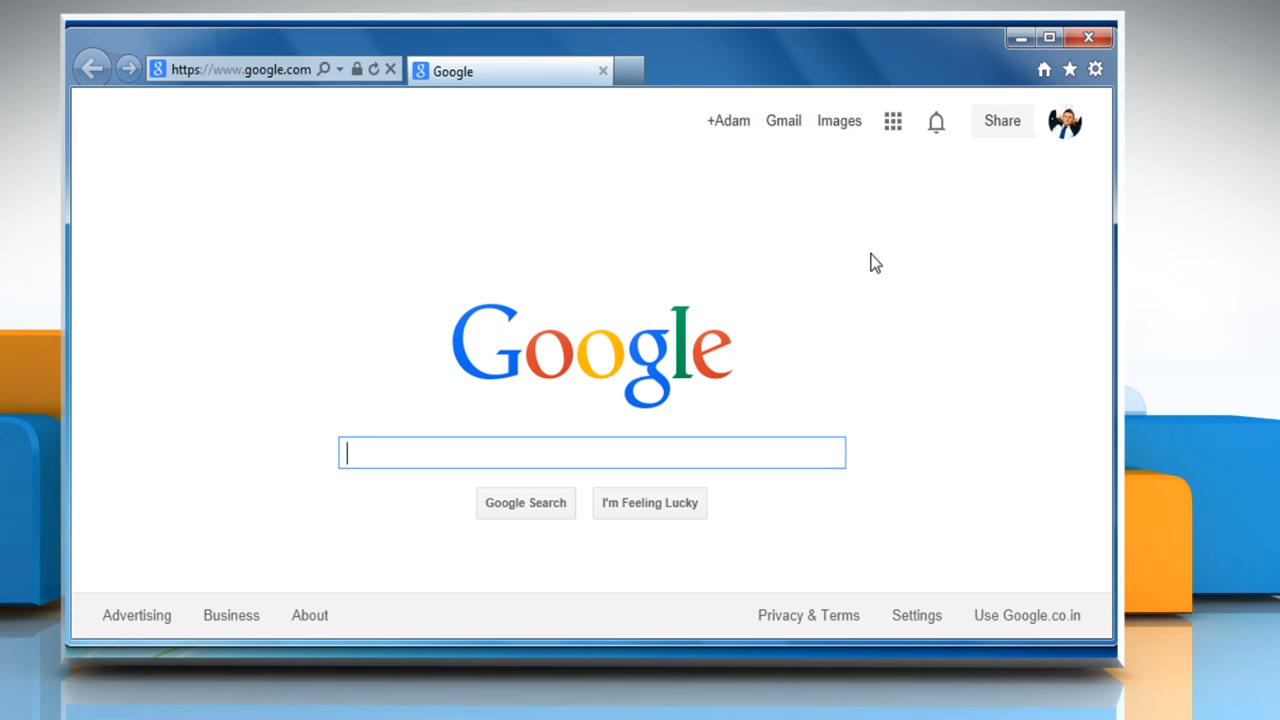 https://www.google.com
Google
+Adam Gmail Images Share
Google
Google Search I'm Feeling Lucky
Advertising Business About Privacy & Terms Settings Use Google.co.in